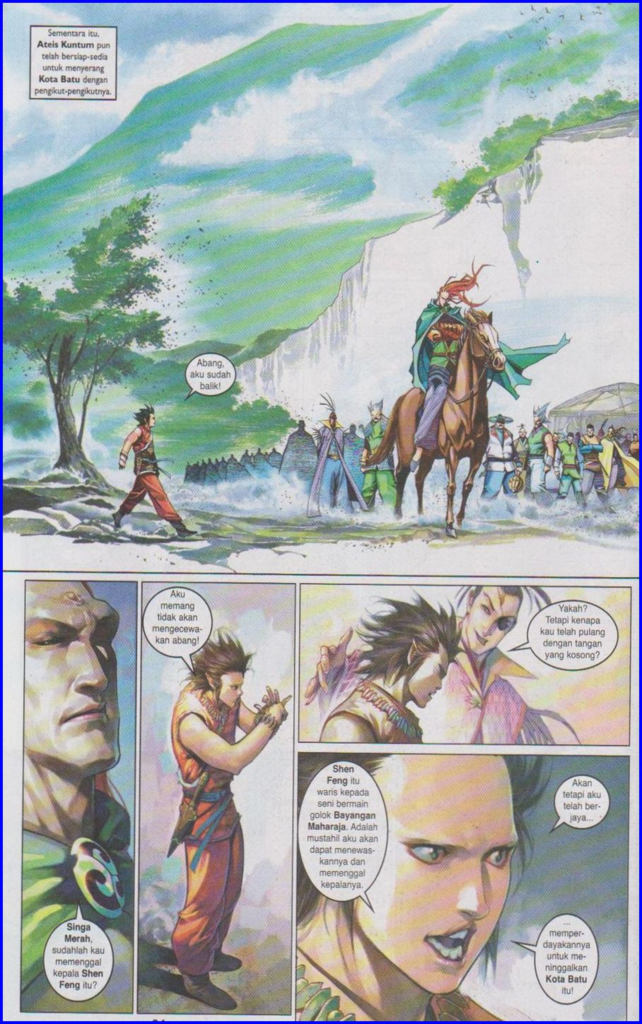 Sementara itu,
Ateis Kuntum pun
telah bersiap-sedia
untuk menyerang
Kota Batu dengan
pengikut-pengikutnya.
Abang,
aku sudah
balik!
Singa
Merah,
sudahlah kau
memenggal
kepala Shen
Feng itu?
Aku
memang
tidak akan
mengecewa-
kan abang!
Yakah?
Tetapi kenapa
kau telah pulang
dengan tangan
yang kosong?
Shen
Feng itu
waris kepada
seni bermain
golok Bayangan
Maharaja. Adalah
mustahil aku akan
dapat menewas-
kannya dan
memenggal
kepalanya.
Akan
tetapi aku
telah ber-
jaya...
...
memper-
dayakannya
untuk me-
ninggalkan
Kota Batu
itu!